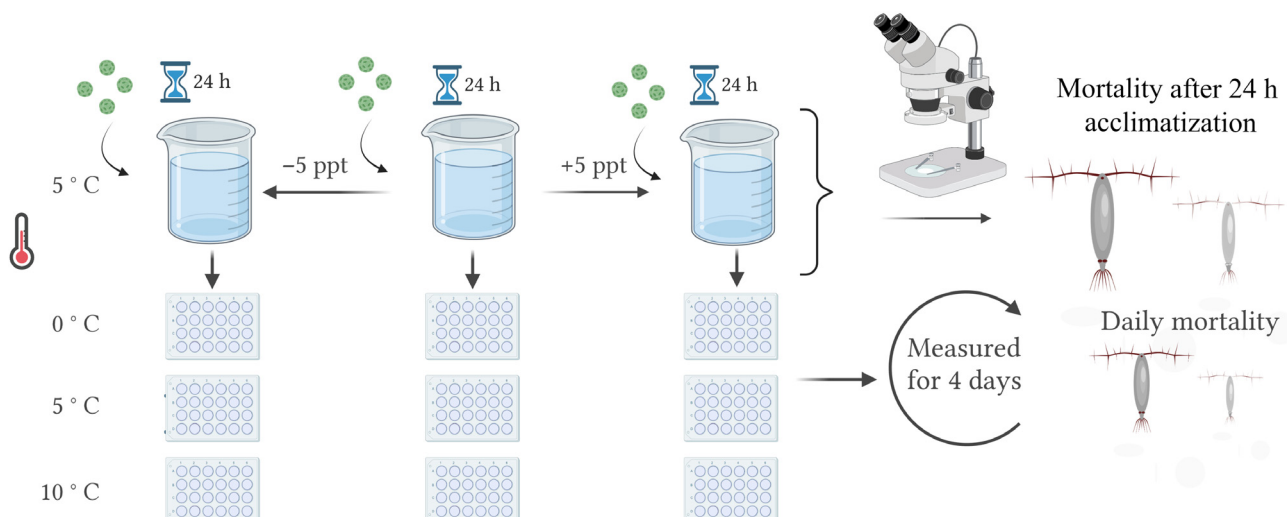 24 h
24 h
24 h
Mortality after 24 h
acclimatization
5 ° C
−5 ppt
+5 ppt
0 ° C
Daily mortality
Measured
for 4 days
5 ° C
10 ° C